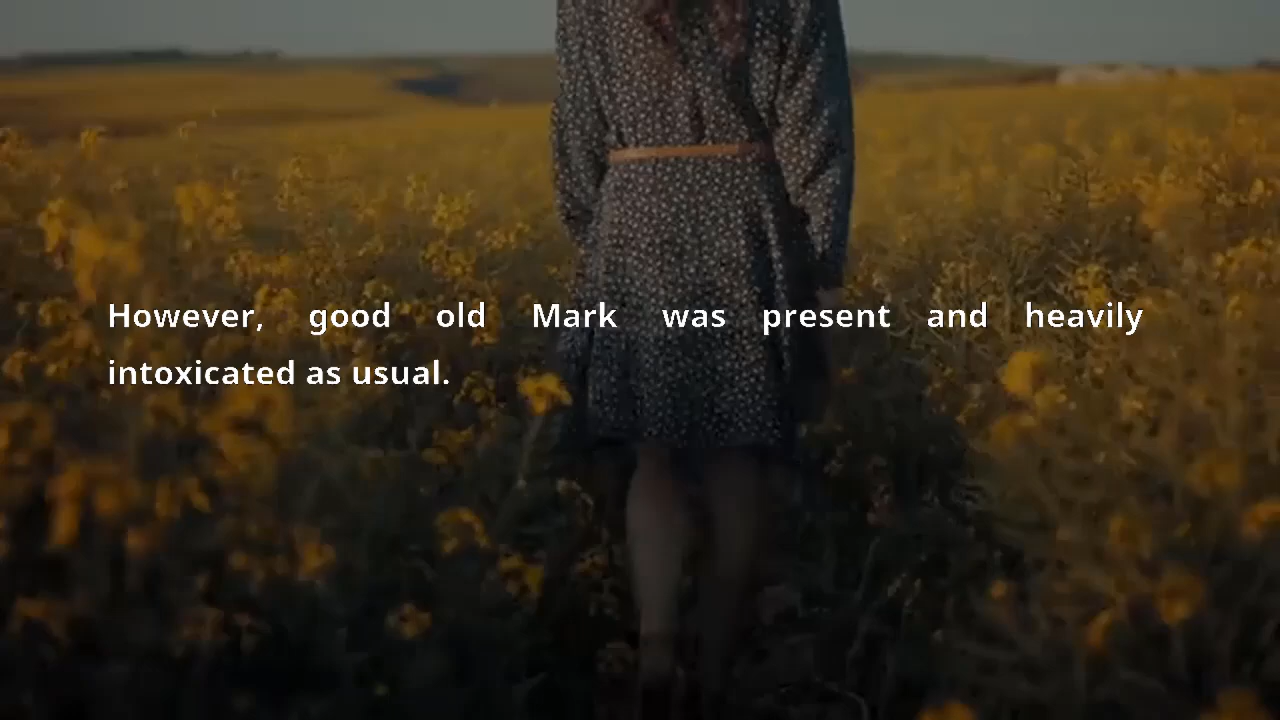 However, good old Mark was present and heavily
intoxicated as usual.